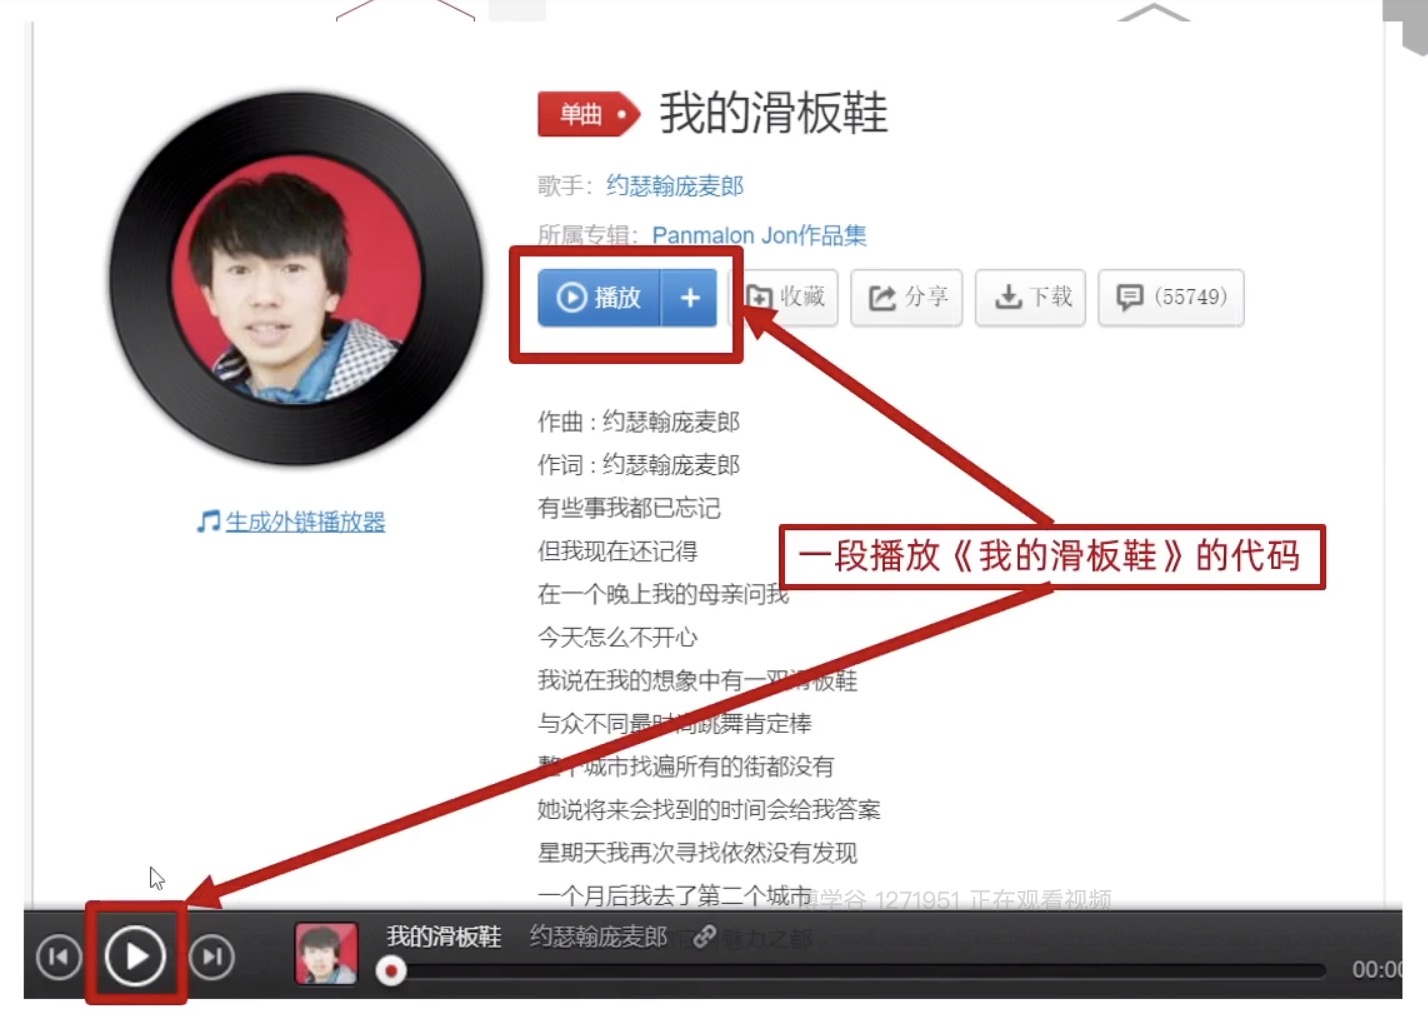 单曲 我的滑板鞋
歌手：约瑟翰庞麦郎
所属专辑：Panmalon Jon作品集
播放 + 收藏 分享 下载 (55749)
作曲 : 约瑟翰庞麦郎
作词 : 约瑟翰庞麦郎
有些事我都已忘记
生成外链播放器
但我现在还记得
一段播放《我的滑板鞋》的代码
在一个晚上我的母亲问我
今天怎么不开心
我说在我的想象中有一双滑板鞋
与众不同最时尚跳舞肯定棒
整个城市找遍所有的街都没有
她说将来会找到的时间会给我答案
星期天我再次寻找依然没有发现
一个月后我去了第二个城市
博学谷 1271951 正在观看视频
我的滑板鞋 约瑟翰庞麦郎
魅力之都
00:00